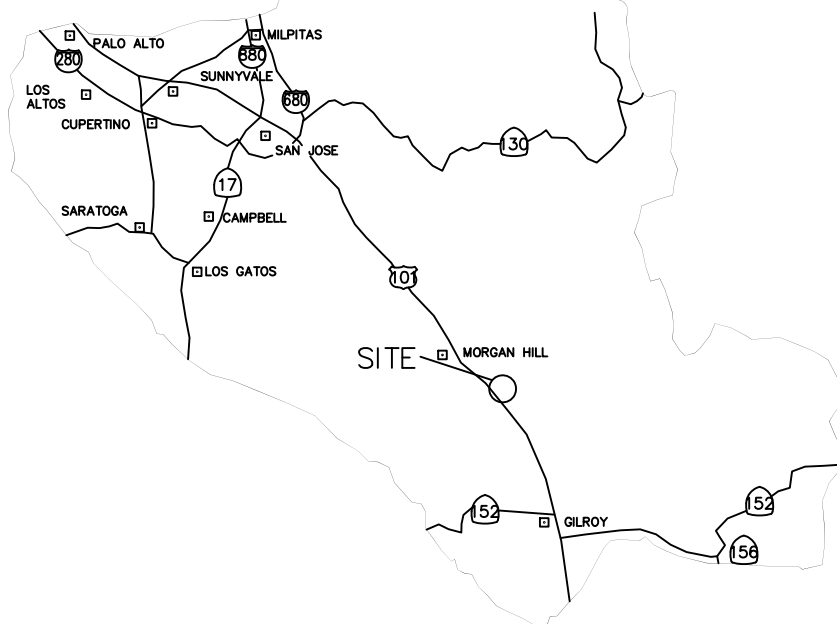 MILPITAS
PALO ALTO
280
880
SUNNYVALE
LOS
ALTOS
680
CUPERTINO
130
SAN JOSE
17
SARATOGA
CAMPBELL
LOS GATOS
101
SITE
MORGAN HILL
152
152
GILROY
156